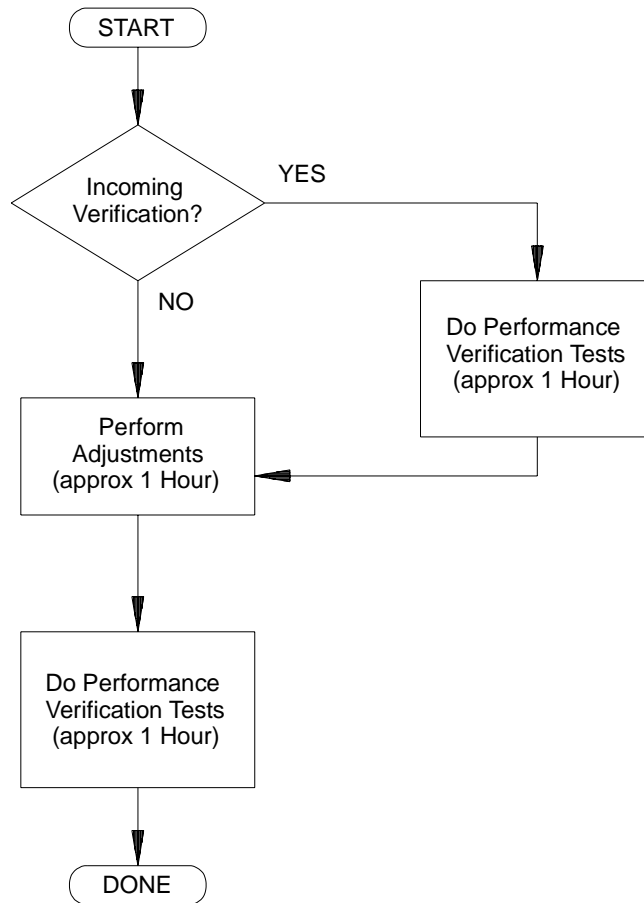 START
Incoming
Verification?
YES
NO
Do Performance
Verification Tests
(approx 1 Hour)
Perform
Adjustments
(approx 1 Hour)
Do Performance
Verification Tests
(approx 1 Hour)
DONE